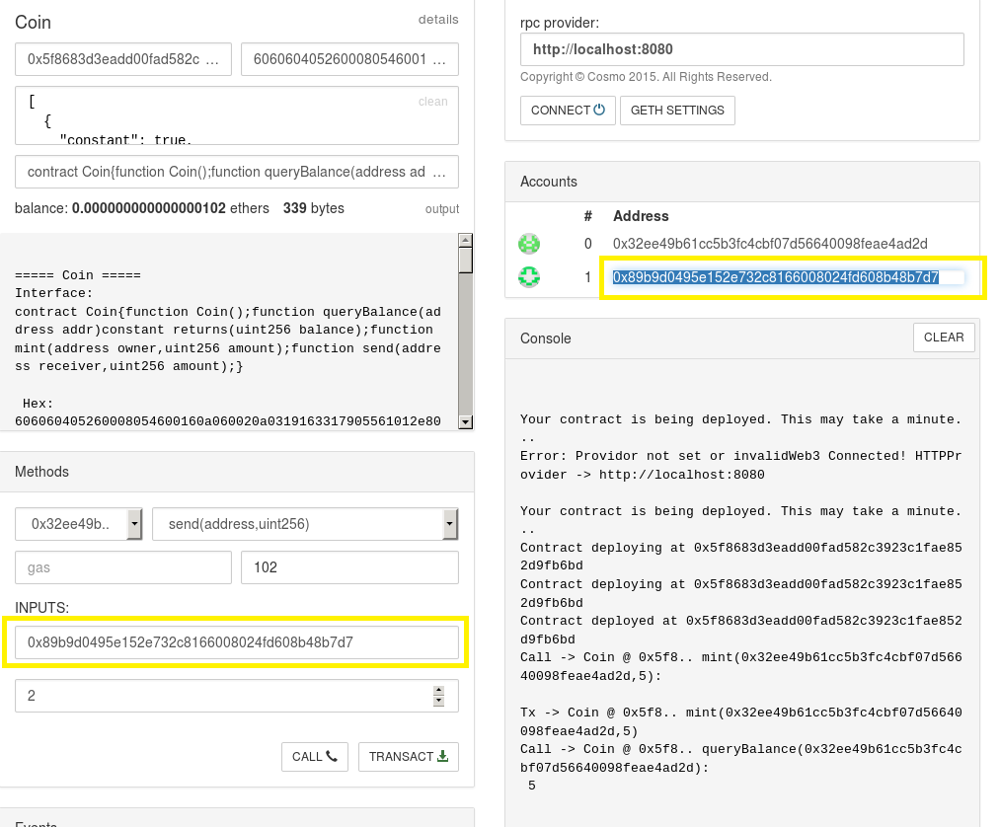 Coin
details
0x5f8683d3eadd00fad582c ...
6060604052600080546001 ...
[
clean
{
"constant": true,
contract Coin{function Coin();function queryBalance(address ad ...
balance: 0.000000000000000102 ethers 339 bytes
output
===== Coin =====
Interface:
contract Coin{function Coin();function queryBalance(ad
dress addr)constant returns(uint256 balance);function
mint(address owner,uint256 amount);function send(addre
ss receiver,uint256 amount);}
Hex:
606060405260008054600160a060020a0319163317905561012e80
Methods
0x32ee49b..
send(address,uint256)
gas
102
INPUTS:
0x89b9d0495e152e732c8166008024fd608b48b7d7
2
CALL
TRANSACT
Events
rpc provider:
http://localhost:8080
Copyright © Cosmo 2015. All Rights Reserved.
CONNECT
GETH SETTINGS
Accounts
# Address
0 0x32ee49b61cc5b3fc4cbf07d56640098feae4ad2d
1 0x89b9d0495e152e732c8166008024fd608b48b7d7
Console
CLEAR
Your contract is being deployed. This may take a minute.
..
Error: Providor not set or invalidWeb3 Connected! HTTPPr
ovider -> http://localhost:8080
Your contract is being deployed. This may take a minute.
..
Contract deploying at 0x5f8683d3eadd00fad582c3923c1fae85
2d9fb6bd
Contract deploying at 0x5f8683d3eadd00fad582c3923c1fae85
2d9fb6bd
Contract deployed at 0x5f8683d3eadd00fad582c3923c1fae852
d9fb6bd
Call -> Coin @ 0x5f8.. mint(0x32ee49b61cc5b3fc4cbf07d566
40098feae4ad2d,5):
Tx -> Coin @ 0x5f8.. mint(0x32ee49b61cc5b3fc4cbf07d56640
098feae4ad2d,5)
Call -> Coin @ 0x5f8.. queryBalance(0x32ee49b61cc5b3fc4c
bf07d56640098feae4ad2d):
5